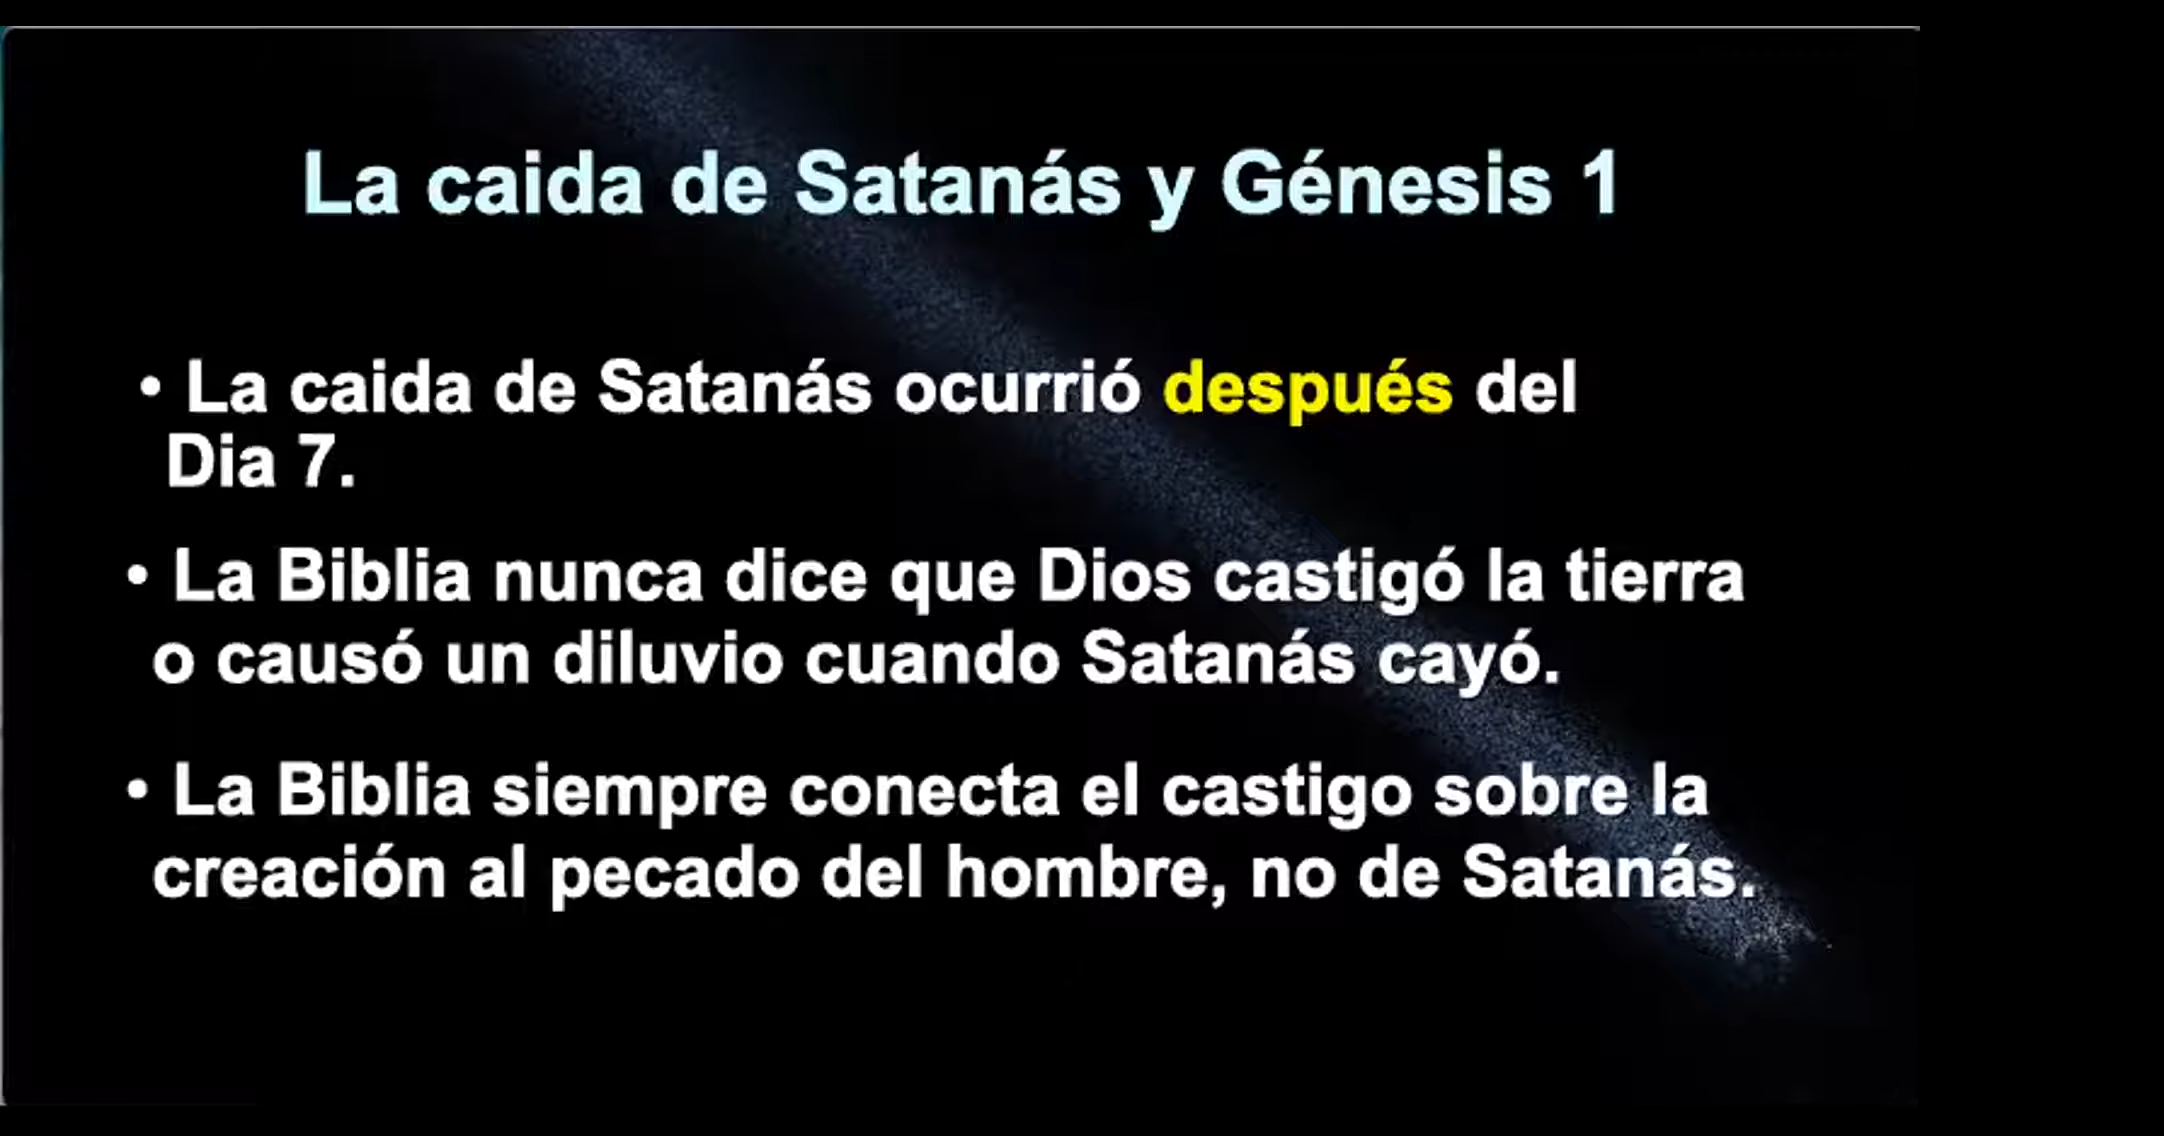 La caida de Satanás y Génesis 1
• La caida de Satanás ocurrió después del
Dia 7.
• La Biblia nunca dice que Dios castigó la tierra
o causó un diluvio cuando Satanás cayó.
• La Biblia siempre conecta el castigo sobre la
creación al pecado del hombre, no de Satanás.